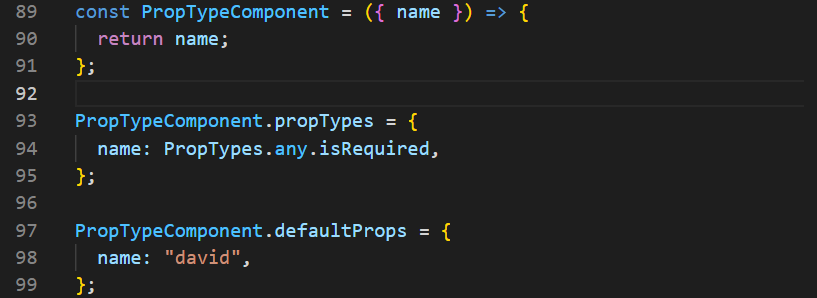 89 const PropTypeComponent = ({ name }) => {
90   return name;
91 };
92
93 PropTypeComponent.propTypes = {
94   name: PropTypes.any.isRequired,
95 };
96
97 PropTypeComponent.defaultProps = {
98   name: "david",
99 };